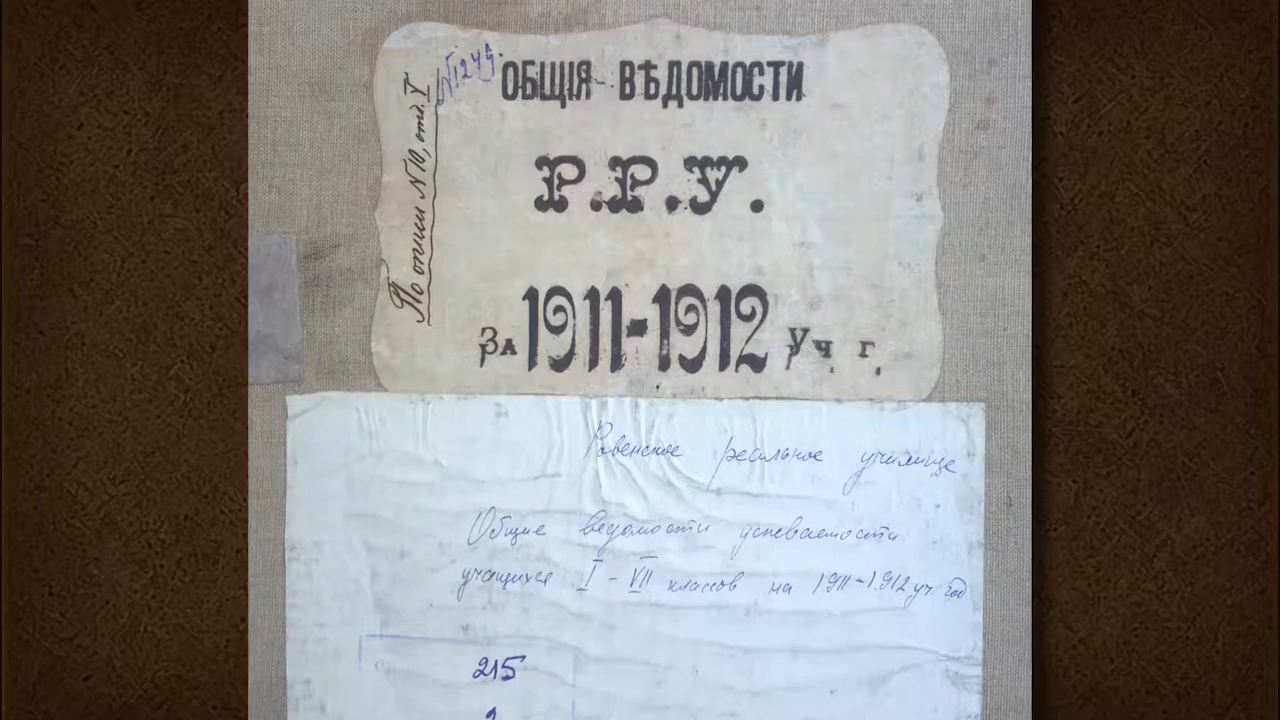 №1249.
По описи №10, отд. V
ОБЩІЯ ВѢДОМОСТИ
Р.Р.У.
За 1911-1912 Уч. г.
Ровенское реальное училище
Общие ведомости успеваемости
учащихся I - VII классов на 1911-1912 уч. год
215